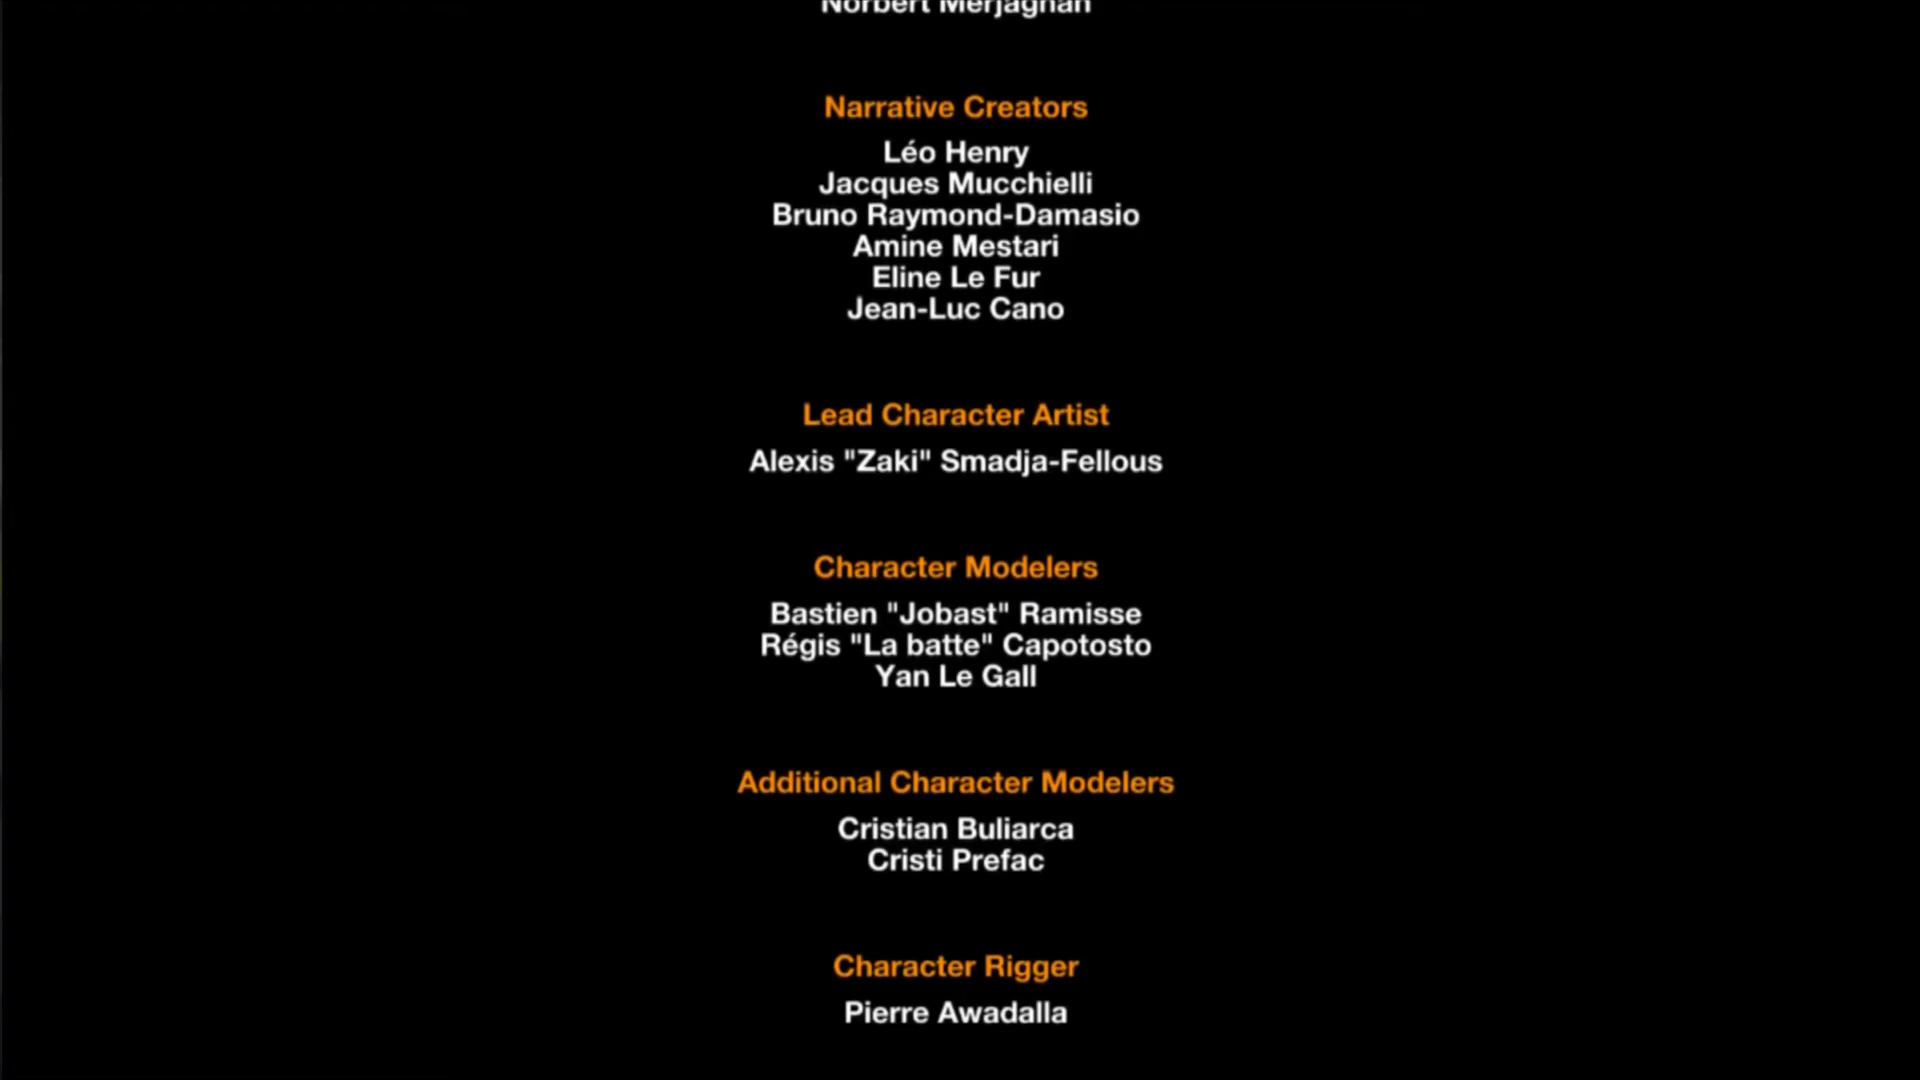 Norbert Merjagnan
Narrative Creators
Léo Henry
Jacques Mucchielli
Bruno Raymond-Damasio
Amine Mestari
Eline Le Fur
Jean-Luc Cano
Lead Character Artist
Alexis "Zaki" Smadja-Fellous
Character Modelers
Bastien "Jobast" Ramisse
Régis "La batte" Capotosto
Yan Le Gall
Additional Character Modelers
Cristian Buliarca
Cristi Prefac
Character Rigger
Pierre Awadalla